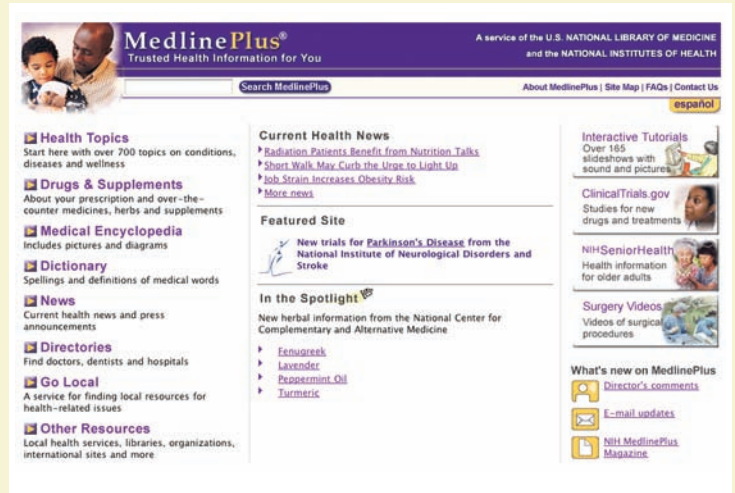 MedlinePlus®
Trusted Health Information for You
A service of the U.S. NATIONAL LIBRARY OF MEDICINE
and the NATIONAL INSTITUTES OF HEALTH
Search MedlinePlus
About MedlinePlus | Site Map | FAQs | Contact Us
español
Health Topics
Start here with over 700 topics on conditions,
diseases and wellness
Drugs & Supplements
About your prescription and over-the-
counter medicines, herbs and supplements
Medical Encyclopedia
Includes pictures and diagrams
Dictionary
Spellings and definitions of medical words
News
Current health news and press
announcements
Directories
Find doctors, dentists and hospitals
Go Local
A service for finding local resources for
health-related issues
Other Resources
Local health services, libraries, organizations,
international sites and more
Current Health News
Radiation Patients Benefit from Nutrition Talks
Short Walk May Curb the Urge to Light Up
Job Strain Increases Obesity Risk
More news
Featured Site
New trials for Parkinson's Disease from the
National Institute of Neurological Disorders and
Stroke
In the Spotlight
New herbal information from the National Center for
Complementary and Alternative Medicine
Fenugreek
Lavender
Peppermint Oil
Turmeric
Interactive Tutorials
Over 165
slideshows with
sound and pictures
ClinicalTrials.gov
Studies for new
drugs and treatments
NIHSeniorHealth
Health information
for older adults
Surgery Videos
Videos of surgical
procedures
What's new on MedlinePlus
Director's comments
E-mail updates
NIH MedlinePlus
Magazine